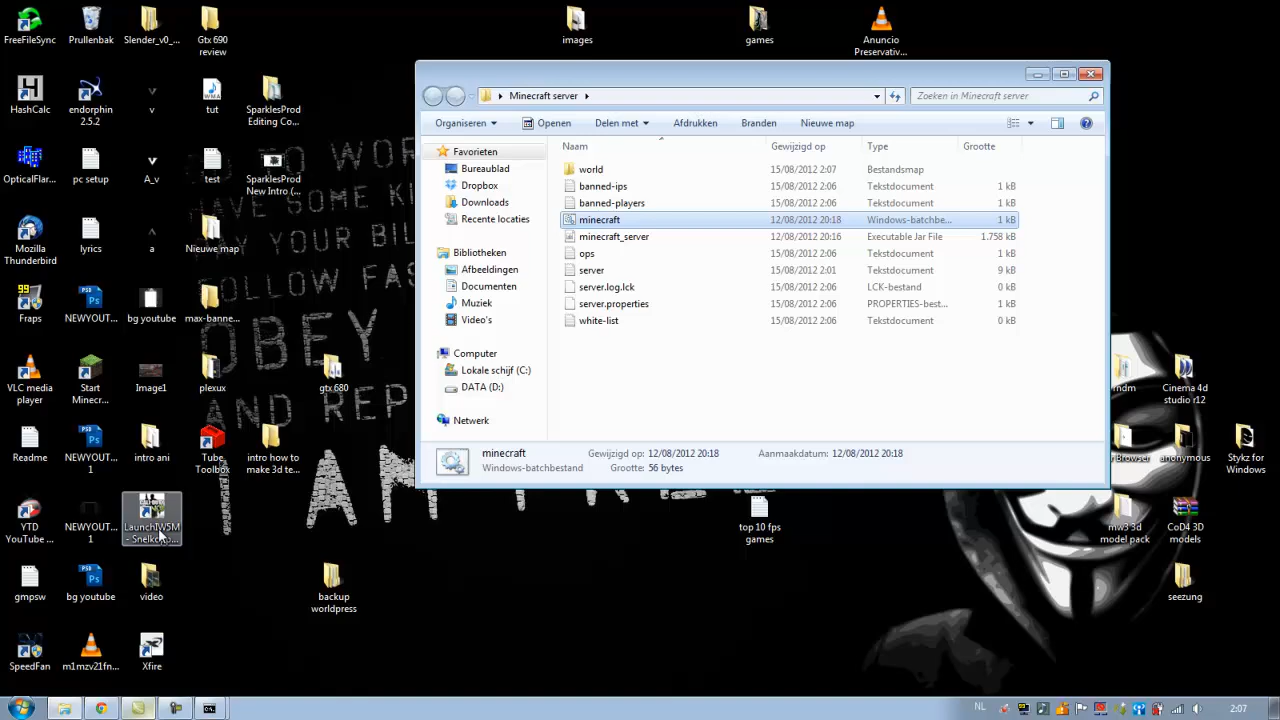 FreeFileSync
Prullenbak
Slender_v0_...
Gtx 690
review
images
games
Anuncio
Preservativ...
HashCalc
endorphin
2.5.2
v
tut
SparklesProd
Editing Co...
OpticalFlar...
pc setup
A_v
test
SparklesProd
New Intro (...
Mozilla
Thunderbird
lyrics
a
Nieuwe map
Fraps
NEWYOUT...
1
bg youtube
max-banne...
VLC media
player
Start
Minecr...
Image1
plexux
gtx 680
Readme
NEWYOUT...
1
intro ani
Tube
Toolbox
intro how to
make 3d te...
YTD
YouTube ...
NEWYOUT...
1
LaunchIW5M
gmpsw
bg youtube
video
backup
worldpress
SpeedFan
m1mzv21fn...
Xfire
top 10 fps
games
Cinema 4d
studio r12
anonymous
Stykz for
Windows
mw3 3d
model pack
CoD4 3D
models
seezung
Minecraft server
Zoeken in Minecraft server
Organiseren
Openen
Delen met
Afdrukken
Branden
Nieuwe map
Favorieten
Bureaublad
Dropbox
Downloads
Recente locaties
Bibliotheken
Afbeeldingen
Documenten
Muziek
Video's
Computer
Lokale schijf (C:)
DATA (D:)
Netwerk
Naam Gewijzigd op Type Grootte
world 15/08/2012 2:07 Bestandsmap
banned-ips 15/08/2012 2:06 Tekstdocument 1 kB
banned-players 15/08/2012 2:06 Tekstdocument 1 kB
minecraft 12/08/2012 20:18 Windows-batchbe... 1 kB
minecraft_server 12/08/2012 20:16 Executable Jar File 1.758 kB
ops 15/08/2012 2:06 Tekstdocument 1 kB
server 15/08/2012 2:01 Tekstdocument 9 kB
server.log.lck 15/08/2012 2:06 LCK-bestand 0 kB
server.properties 15/08/2012 2:06 PROPERTIES-best... 1 kB
white-list 15/08/2012 2:06 Tekstdocument 0 kB
minecraft Gewijzigd op: 12/08/2012 20:18 Aanmaakdatum: 12/08/2012 20:18
Windows-batchbestand Grootte: 56 bytes
OBEY
I AM FREE
NL
2:07